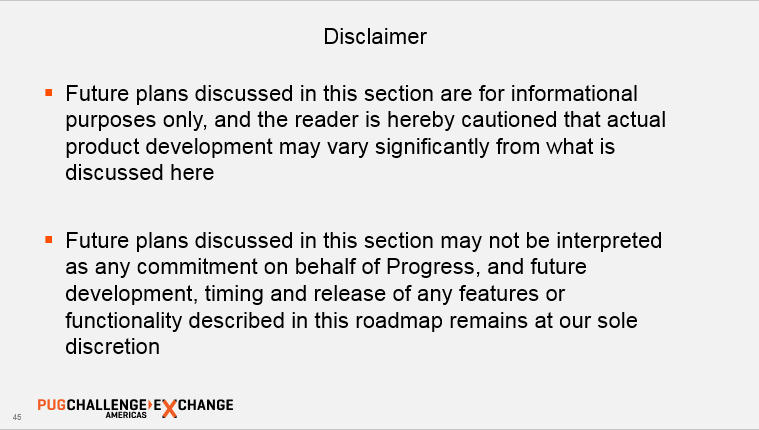 Disclaimer
Future plans discussed in this section are for informational
purposes only, and the reader is hereby cautioned that actual
product development may vary significantly from what is
discussed here
Future plans discussed in this section may not be interpreted
as any commitment on behalf of Progress, and future
development, timing and release of any features or
functionality described in this roadmap remains at our sole
discretion
45
PUGCHALLENGE EXCHANGE
AMERICAS